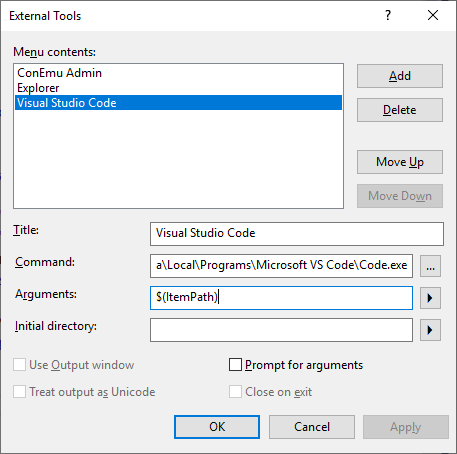 External Tools
Menu contents:
ConEmu Admin
Explorer
Visual Studio Code
Add
Delete
Move Up
Move Down
Title:
Visual Studio Code
Command:
a\Local\Programs\Microsoft VS Code\Code.exe
...
Arguments:
$(ItemPath)
Initial directory:
Use Output window
Prompt for arguments
Treat output as Unicode
Close on exit
OK
Cancel
Apply